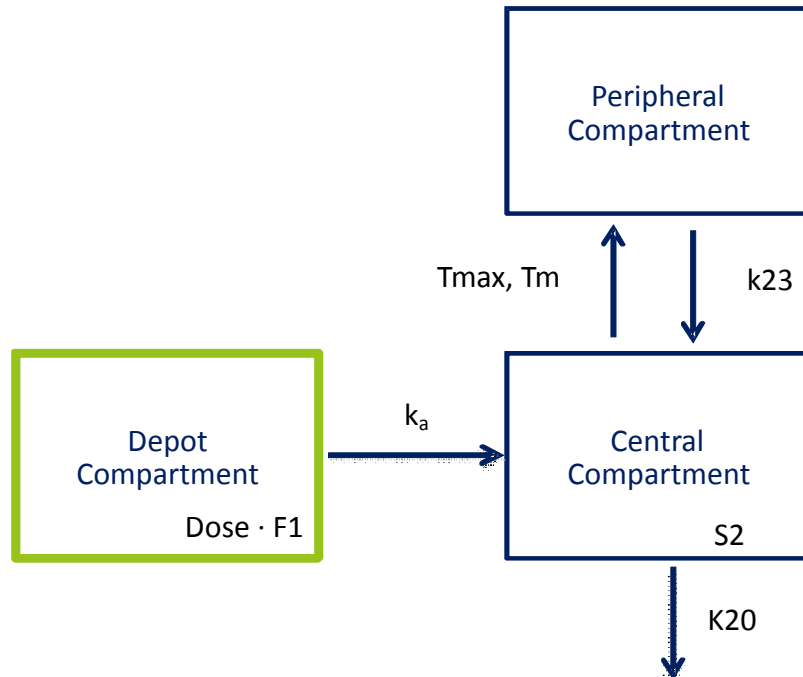 Peripheral
Compartment
Tmax, Tm
k23
kₐ
Depot
Compartment
Dose · F1
Central
Compartment
S2
K20